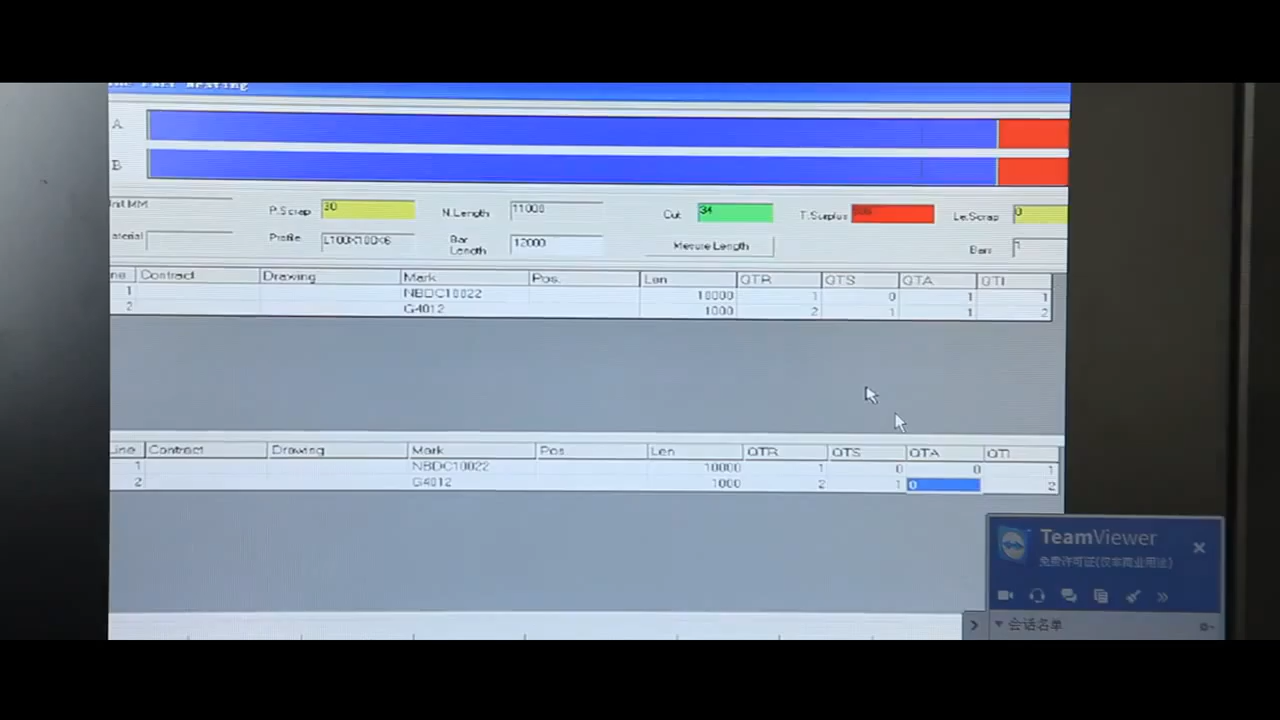 A
B
P.Scrap 30 N.Length 11000 Cut 34 T.Surplus Le.Scrap 0
Profile L100X100X6 Bar Length 12000 Mersure Length Bars 1
Contract Drawing Mark Pos. Len QTR QTS QTA QTI
1 NBDC10022 10000 1 0 1 1
2 G4012 1000 2 1 1 2
Line Contract Drawing Mark Pos Len QTR QTS QTA QTI
1 NBDC10022 10000 1 0 0 1
2 G4012 1000 2 1 0 2
TeamViewer
免费许可证(仅非商业用途)
会话名单